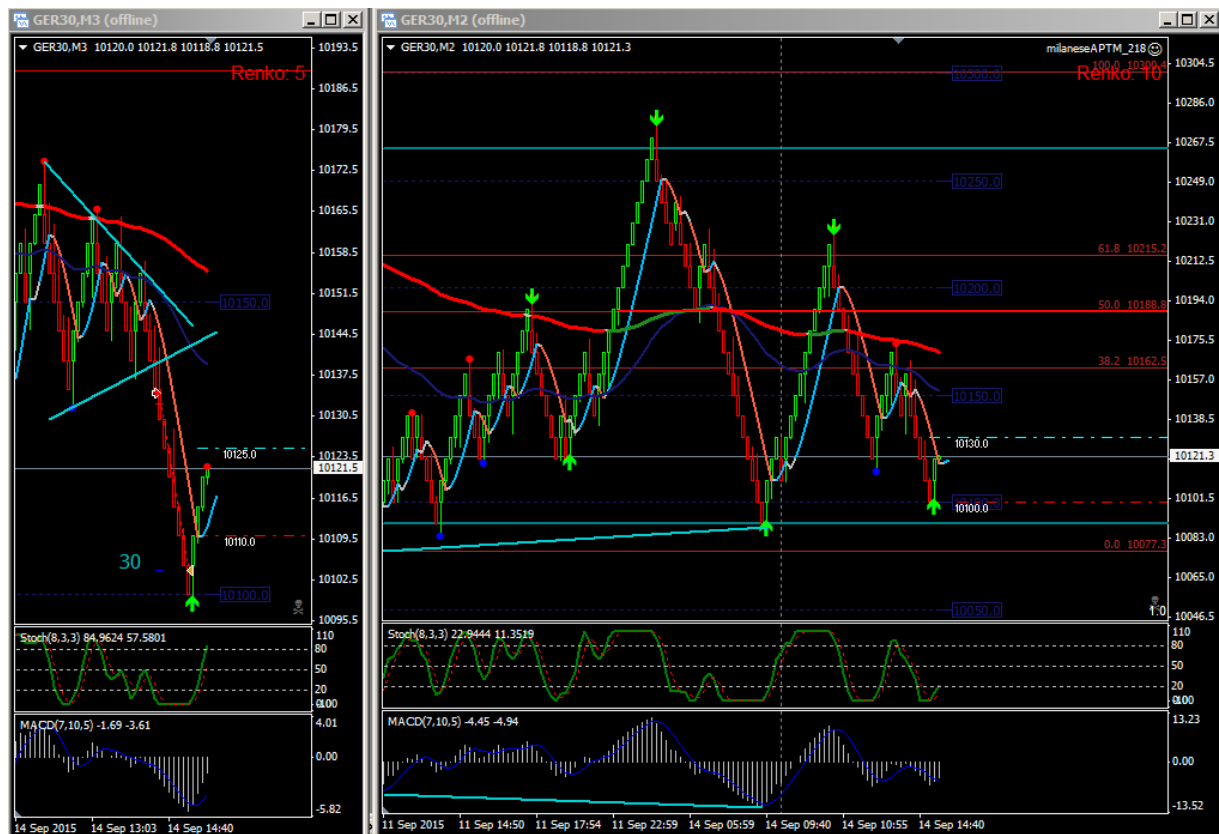 GER30,M3 (offline)
GER30,M3 10120.0 10121.8 10118.8 10121.5
Renko: 5
10150.0
10125.0
10110.0
30
10100.0
10193.5
10186.5
10179.5
10172.5
10165.5
10158.5
10151.5
10144.5
10137.5
10130.5
10123.5
10121.5
10116.5
10109.5
10102.5
10095.5
Stoch(8,3,3) 84.9624 57.5801
110
80
50
20
MACD(7,10,5) -1.69 -3.61
4.01
0.00
-5.82
14 Sep 2015
14 Sep 13:03
14 Sep 14:40
GER30,M2 (offline)
GER30,M2 10120.0 10121.8 10118.8 10121.3
milaneseAPTM_218
Renko: 10
100.0 10300.4
10300.0
10250.0
61.8 10215.2
10200.0
50.0 10188.8
38.2 10162.5
10150.0
10130.0
10100.0
0.0 10077.3
10050.0
1:0
10304.5
10286.0
10267.5
10249.0
10231.0
10212.5
10194.0
10175.5
10157.0
10138.5
10121.3
10101.5
10083.0
10065.0
10046.5
Stoch(8,3,3) 22.9444 11.3519
110
80
50
20
MACD(7,10,5) -4.45 -4.94
13.23
0.00
-13.52
11 Sep 2015
11 Sep 14:50
11 Sep 17:54
11 Sep 22:59
14 Sep 05:59
14 Sep 09:40
14 Sep 10:55
14 Sep 14:40